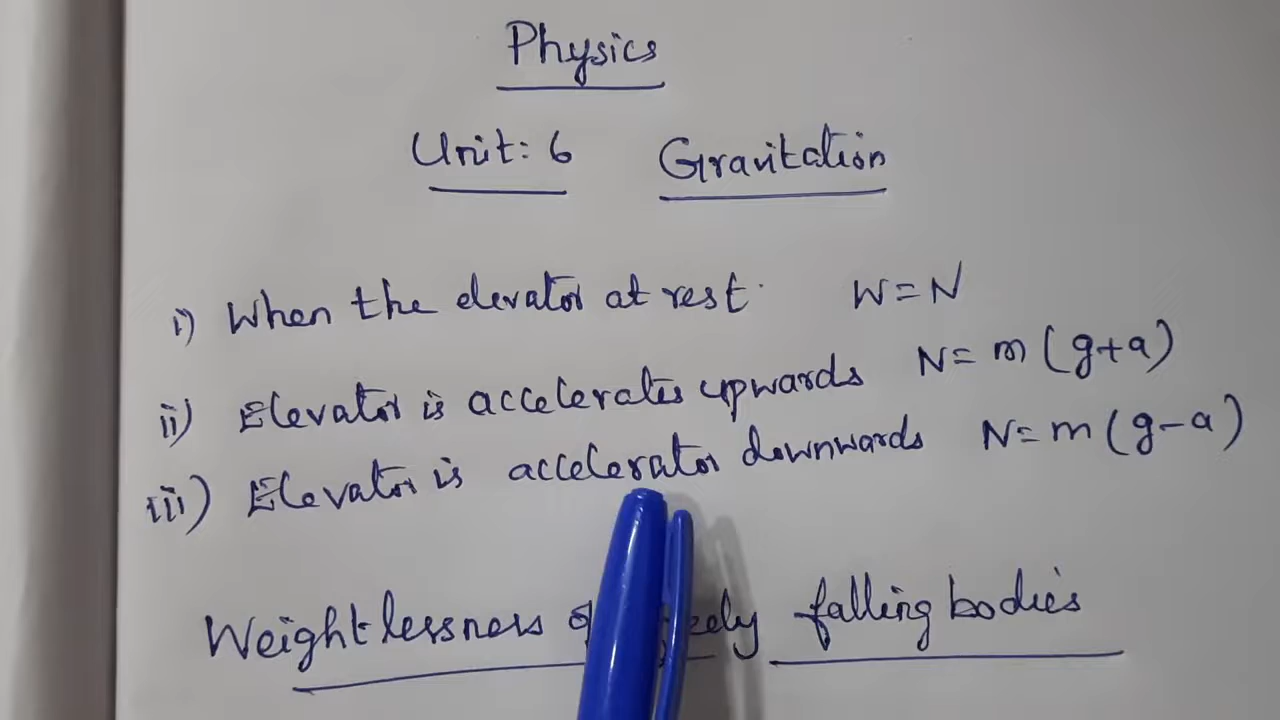 Physics
Unit: 6 Gravitation
i) When the elevator at rest. W = N
ii) Elevator is accelerates upwards N = m (g+a)
iii) Elevator is accelerator downwards N = m (g-a)
Weightlessness falling bodies